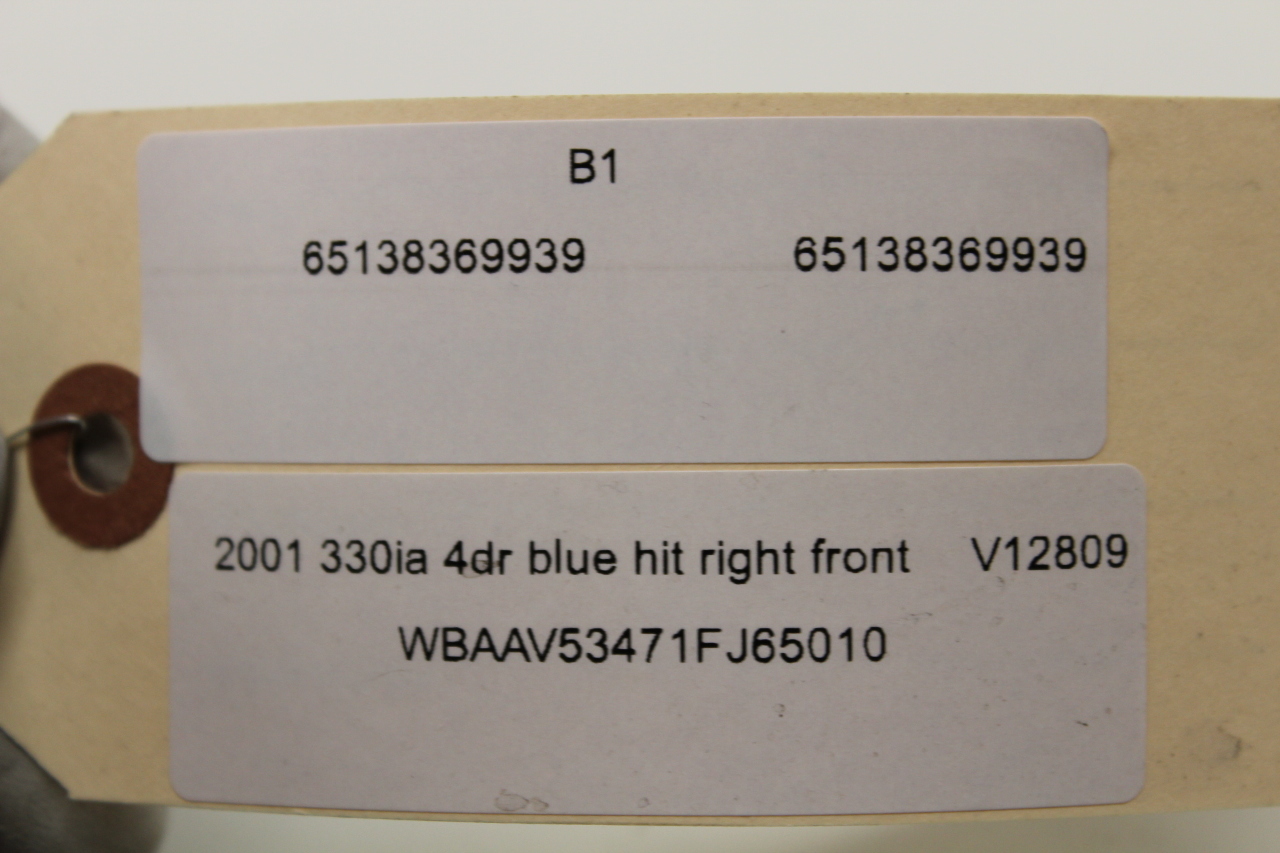 B1
65138369939 65138369939
2001 330ia 4dr blue hit right front V12809
WBAAV53471FJ65010